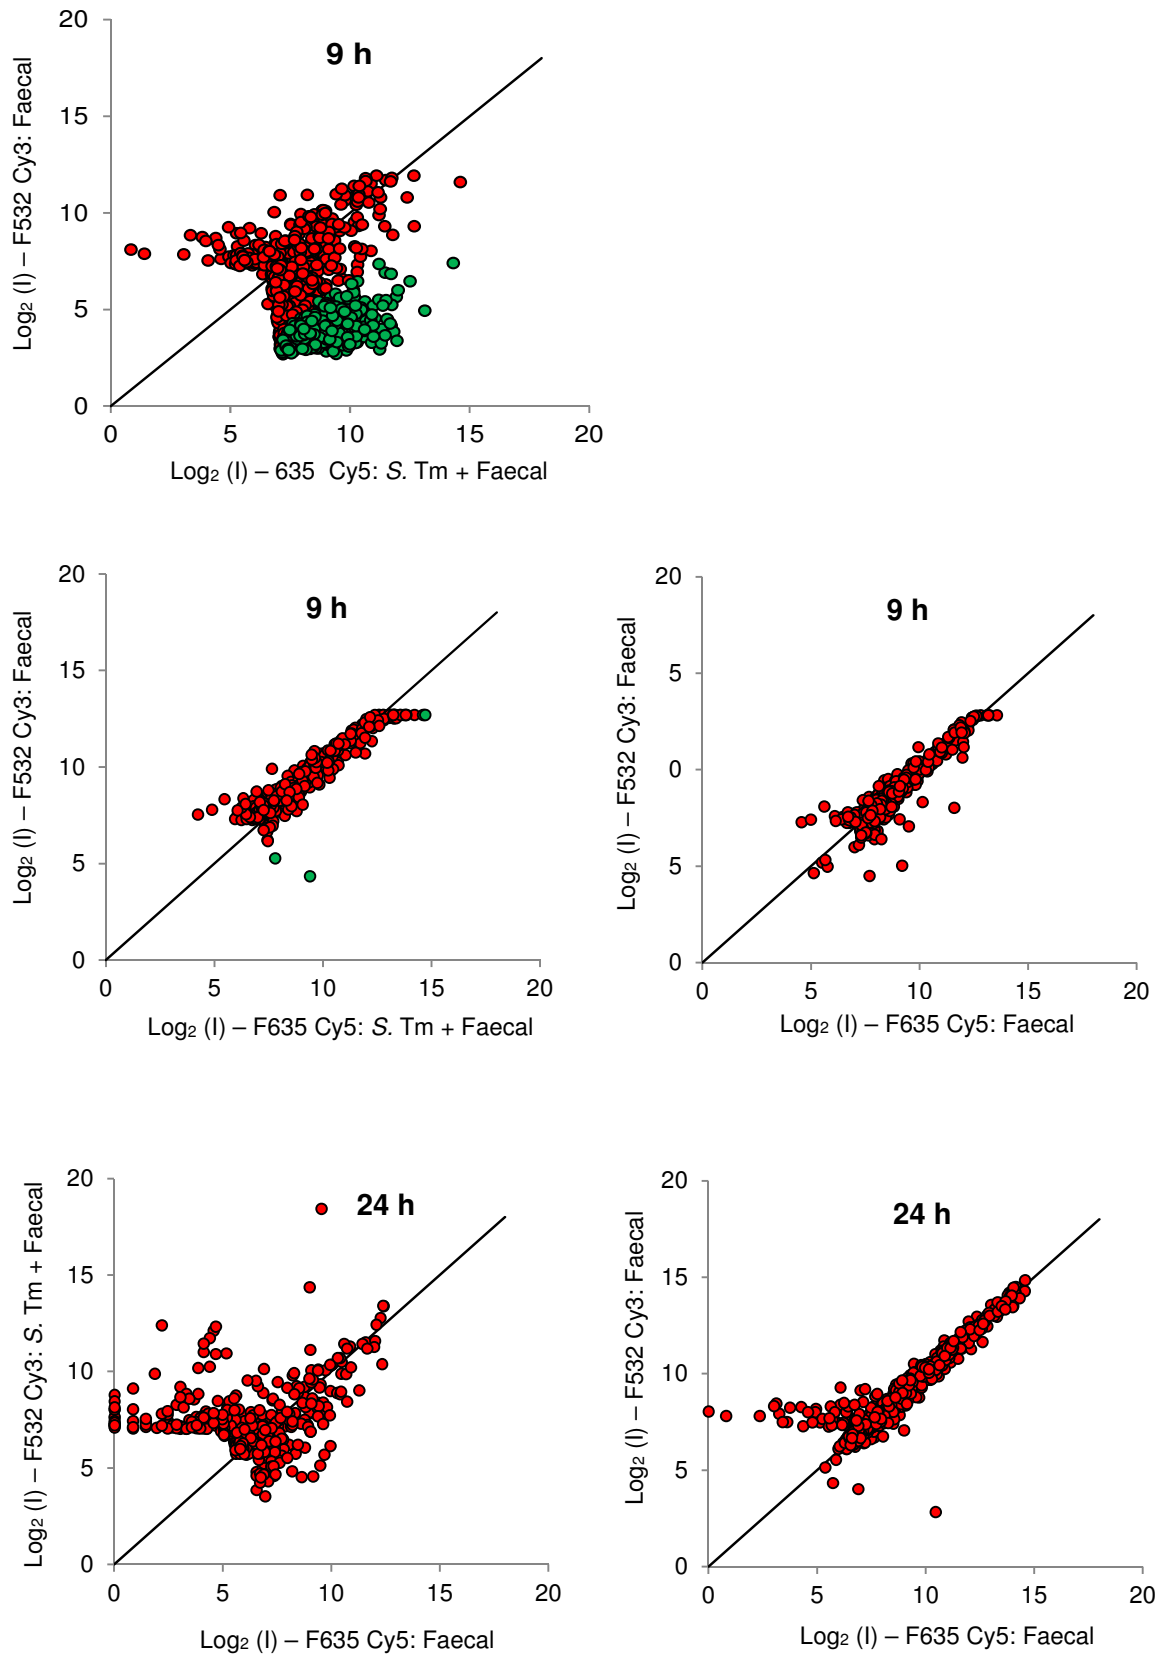 20
15
10
5
0
0 5 10 15 20
9 h
Log2 (I) – F532 Cy3: Faecal
Log2 (I) – 635 Cy5: S. Tm + Faecal
20
15
10
5
0
0 5 10 15 20
9 h
Log2 (I) – F532 Cy3: Faecal
Log2 (I) – F635 Cy5: S. Tm + Faecal
20
5
0
5
0
0 5 10 15 20
9 h
Log2 (I) – F532 Cy3: Faecal
Log2 (I) – F635 Cy5: Faecal
20
15
10
5
0
0 5 10 15 20
24 h
Log2 (I) – F532 Cy3: S. Tm + Faecal
Log2 (I) – F635 Cy5: Faecal
20
15
10
5
0
0 5 10 15 20
24 h
Log2 (I) – F532 Cy3: Faecal
Log2 (I) – F635 Cy5: Faecal